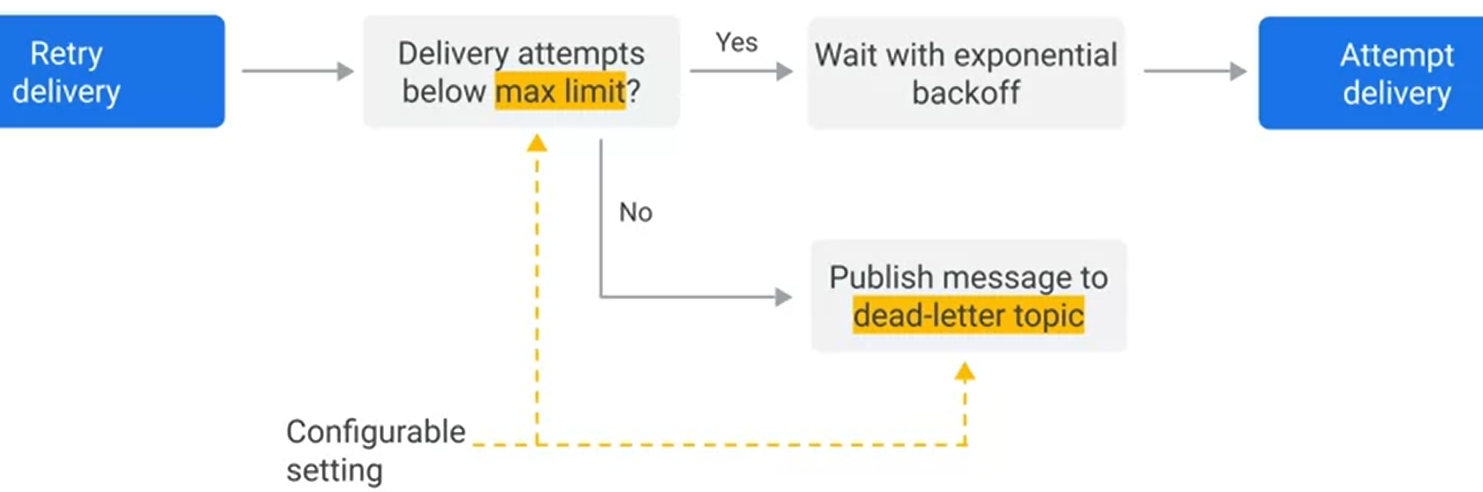 Retry
delivery
Delivery attempts
below max limit?
Yes
Wait with exponential
backoff
Attempt
delivery
No
Publish message to
dead-letter topic
Configurable
setting